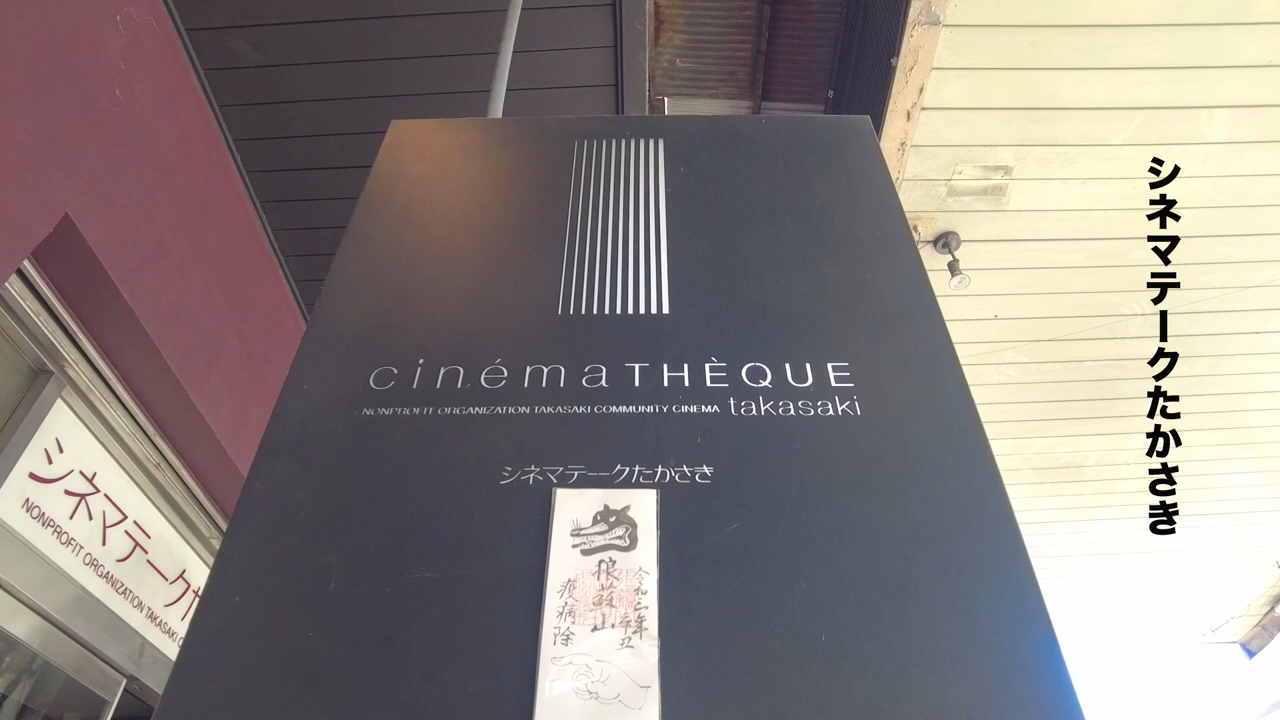 cinémaTHÈQUE
NONPROFIT ORGANIZATION TAKASAKI COMMUNITY CINEMA takasaki
シネマテークたかさき
令和三年辛丑
狼蘇山
疫病除
シネマテーク
NONPROFIT ORGANIZATION TAKASAKI
シネマテークたかさき